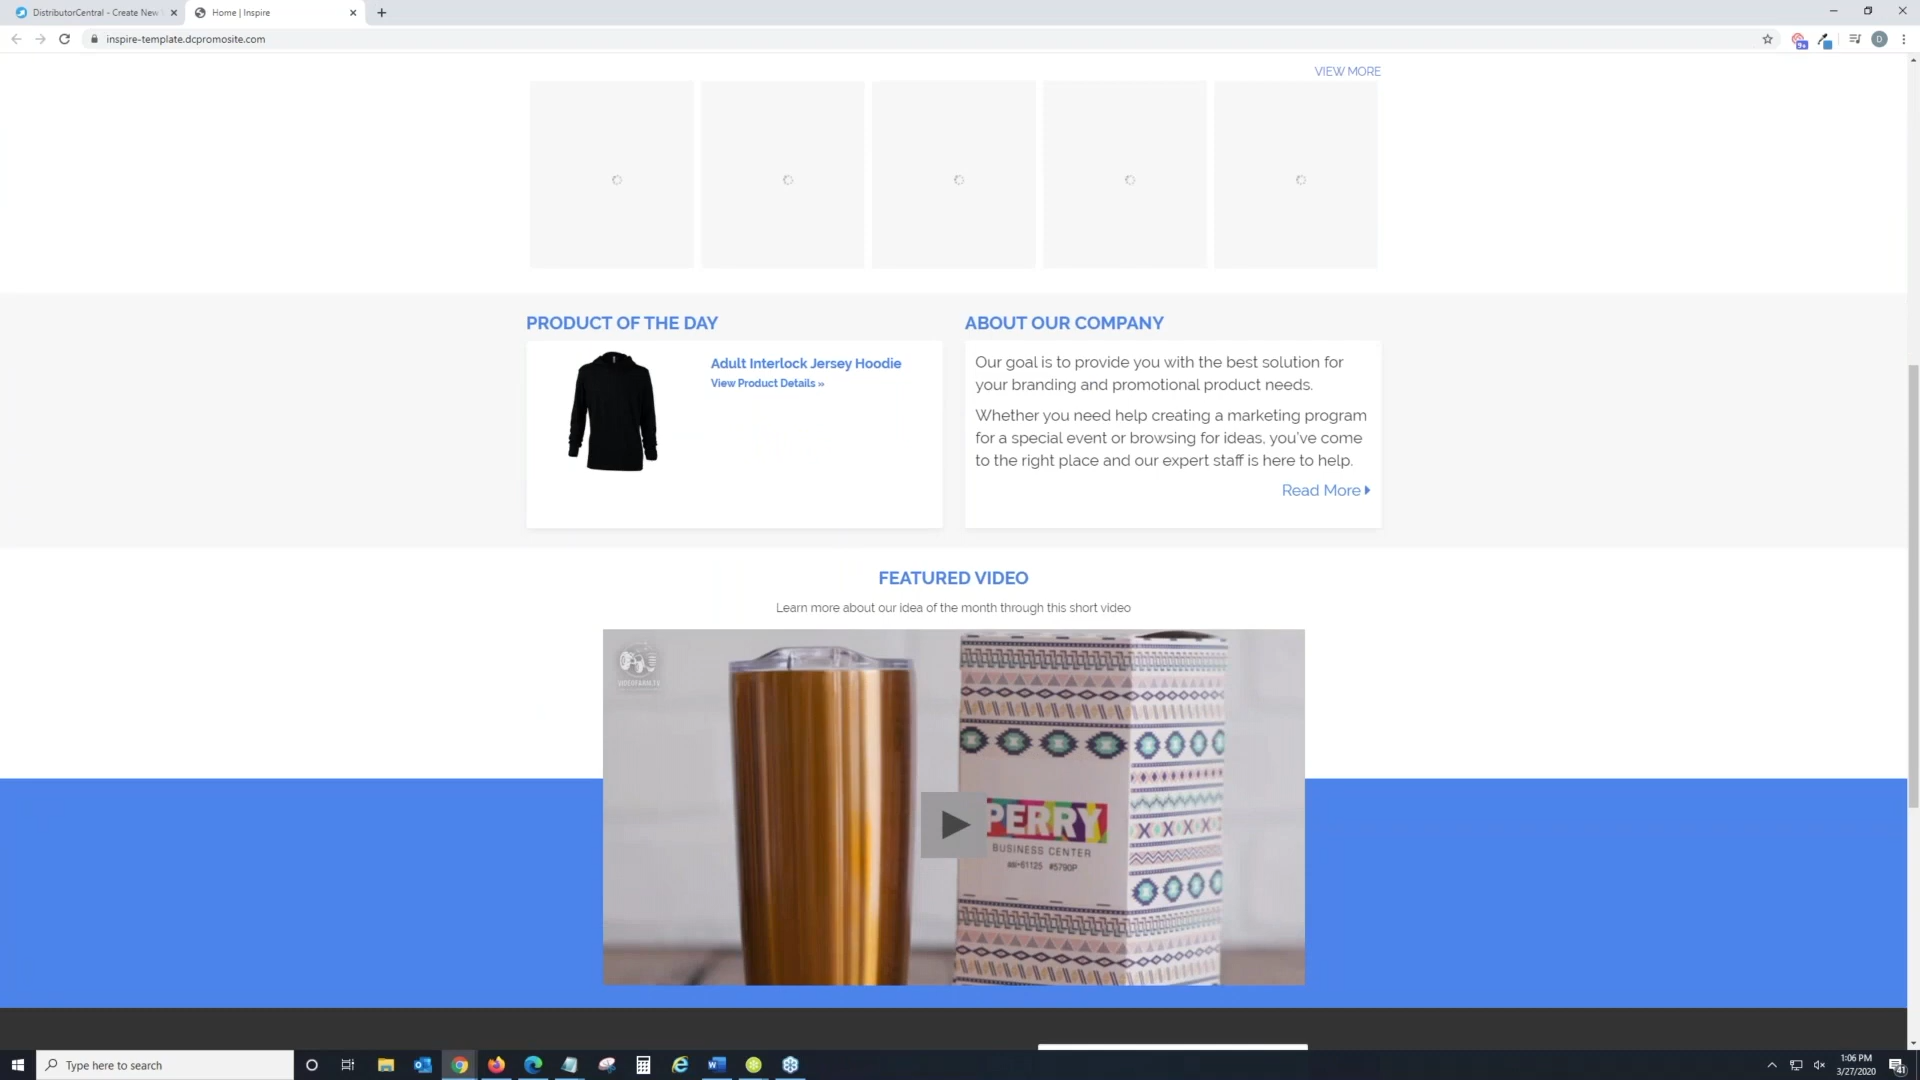 DistributorCentral - Create New
Home | Inspire
inspire-template.dcpromosite.com
VIEW MORE
PRODUCT OF THE DAY
Adult Interlock Jersey Hoodie
View Product Details »
ABOUT OUR COMPANY
Our goal is to provide you with the best solution for
your branding and promotional product needs.
Whether you need help creating a marketing program
for a special event or browsing for ideas, you've come
to the right place and our expert staff is here to help.
Read More
FEATURED VIDEO
Learn more about our idea of the month through this short video
VIDEOFARM.TV
PERRY
BUSINESS CENTER
asi•61125 #5790P
Type here to search
1:06 PM
3/27/2020